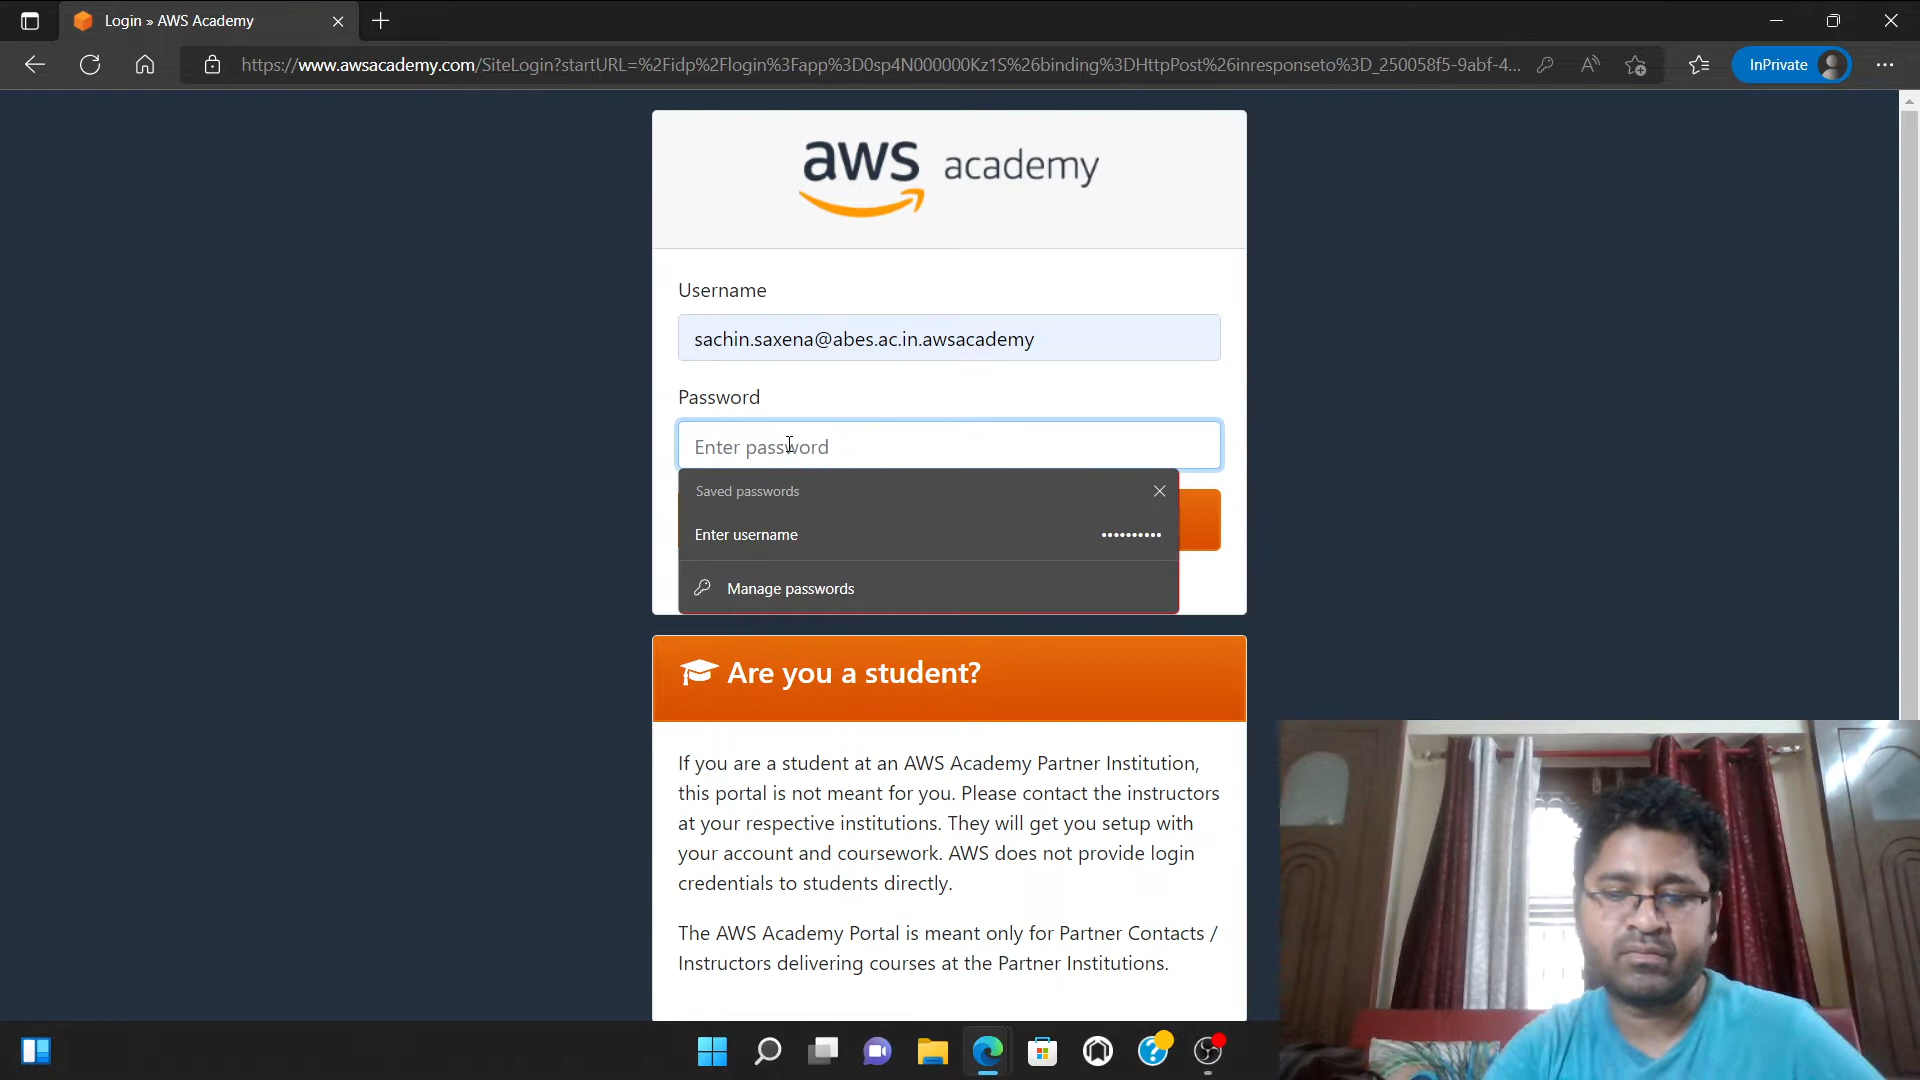 Login » AWS Academy
https://www.awsacademy.com/SiteLogin?startURL=%2Fidp%2Flogin%3Fapp%3D0sp4N000000Kz1S%26binding%3DHttpPost%26inresponseto%3D_250058f5-9abf-4...
InPrivate
aws academy
Username
sachin.saxena@abes.ac.in.awsacademy
Password
Enter password
Saved passwords
Enter username
••••••••••
Manage passwords
Are you a student?
If you are a student at an AWS Academy Partner Institution,
this portal is not meant for you. Please contact the instructors
at your respective institutions. They will get you setup with
your account and coursework. AWS does not provide login
credentials to students directly.
The AWS Academy Portal is meant only for Partner Contacts /
Instructors delivering courses at the Partner Institutions.